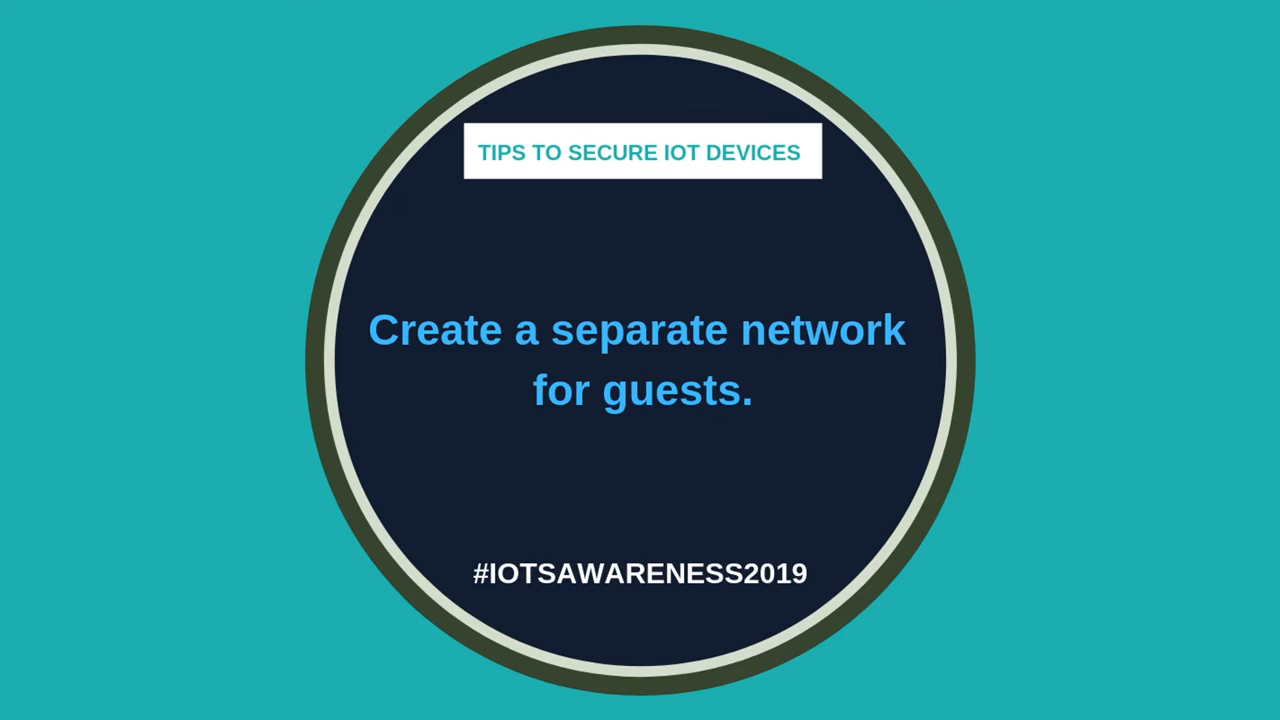 TIPS TO SECURE IOT DEVICES
Create a separate network
for guests.
#IOTSAWARENESS2019